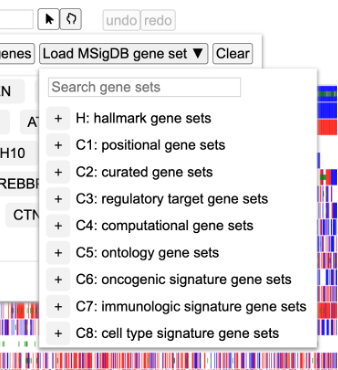 undo redo
enes Load MSigDB gene set ▼ Clear
Search gene sets
+ H: hallmark gene sets
+ C1: positional gene sets
+ C2: curated gene sets
+ C3: regulatory target gene sets
+ C4: computational gene sets
+ C5: ontology gene sets
+ C6: oncogenic signature gene sets
+ C7: immunologic signature gene sets
+ C8: cell type signature gene sets
H10
REBBP
CTN